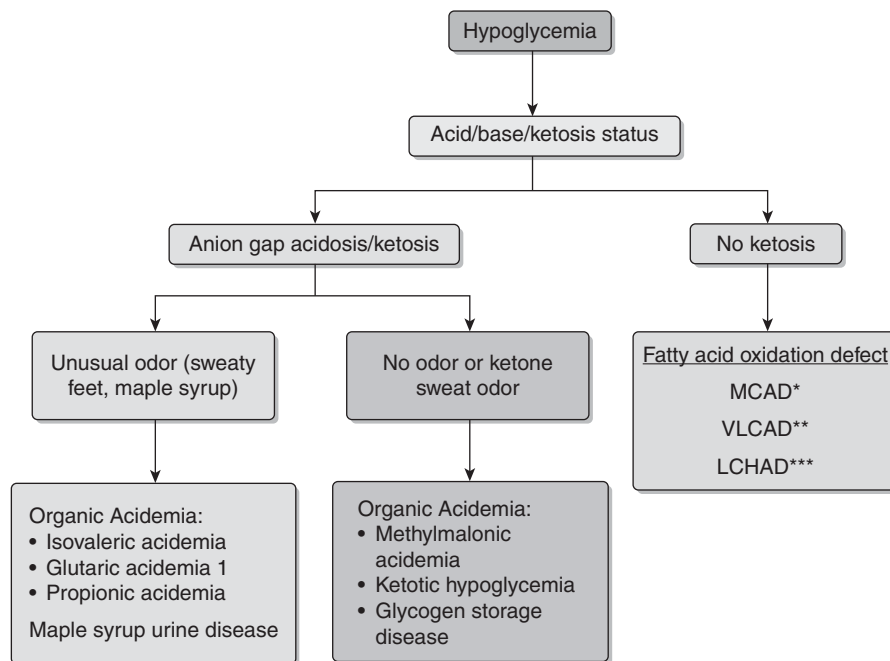 Hypoglycemia
Acid/base/ketosis status
Anion gap acidosis/ketosis
No ketosis
Unusual odor (sweaty
feet, maple syrup)
No odor or ketone
sweat odor
Fatty acid oxidation defect
MCAD*
VLCAD**
LCHAD***
Organic Acidemia:
• Isovaleric acidemia
• Glutaric acidemia 1
• Propionic acidemia
Maple syrup urine disease
Organic Acidemia:
• Methylmalonic
acidemia
• Ketotic hypoglycemia
• Glycogen storage
disease